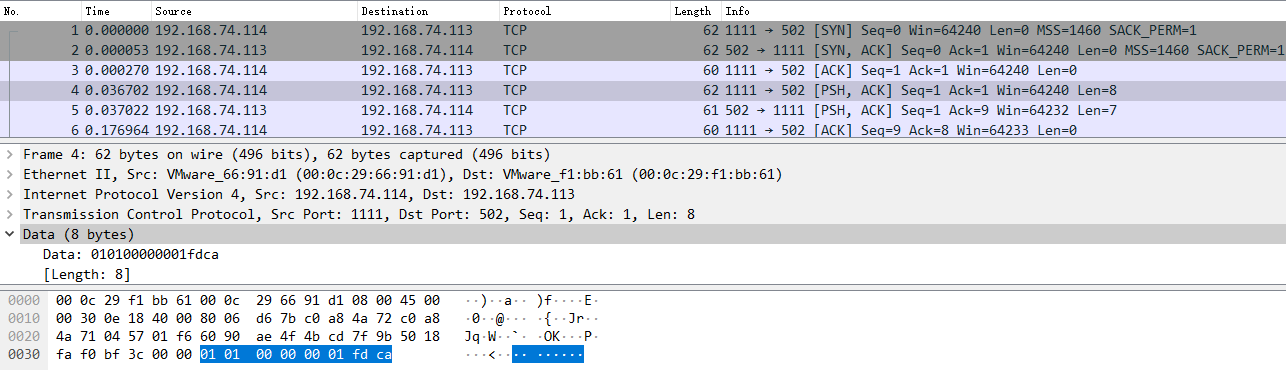 No. Time Source Destination Protocol Length Info
1 0.000000 192.168.74.114 192.168.74.113 TCP 62 1111 → 502 [SYN] Seq=0 Win=64240 Len=0 MSS=1460 SACK_PERM=1
2 0.000053 192.168.74.113 192.168.74.114 TCP 62 502 → 1111 [SYN, ACK] Seq=0 Ack=1 Win=64240 Len=0 MSS=1460 SACK_PERM=1
3 0.000270 192.168.74.114 192.168.74.113 TCP 60 1111 → 502 [ACK] Seq=1 Ack=1 Win=64240 Len=0
4 0.036702 192.168.74.114 192.168.74.113 TCP 62 1111 → 502 [PSH, ACK] Seq=1 Ack=1 Win=64240 Len=8
5 0.037022 192.168.74.113 192.168.74.114 TCP 61 502 → 1111 [PSH, ACK] Seq=1 Ack=9 Win=64232 Len=7
6 0.176964 192.168.74.114 192.168.74.113 TCP 60 1111 → 502 [ACK] Seq=9 Ack=8 Win=64233 Len=0
Frame 4: 62 bytes on wire (496 bits), 62 bytes captured (496 bits)
Ethernet II, Src: VMware_66:91:d1 (00:0c:29:66:91:d1), Dst: VMware_f1:bb:61 (00:0c:29:f1:bb:61)
Internet Protocol Version 4, Src: 192.168.74.114, Dst: 192.168.74.113
Transmission Control Protocol, Src Port: 1111, Dst Port: 502, Seq: 1, Ack: 1, Len: 8
Data (8 bytes)
Data: 010100000001fdca
[Length: 8]
0000 00 0c 29 f1 bb 61 00 0c 29 66 91 d1 08 00 45 00 ··)··a·· )f····E·
0010 00 30 0e 18 40 00 80 06 d6 7b c0 a8 4a 72 c0 a8 ·0··@··· ·{··Jr··
0020 4a 71 04 57 01 f6 60 90 ae 4f 4b cd 7f 9b 50 18 Jq·W··`· ·OK···P·
0030 fa f0 bf 3c 00 00 01 01 00 00 00 01 fd ca ···<···· ······